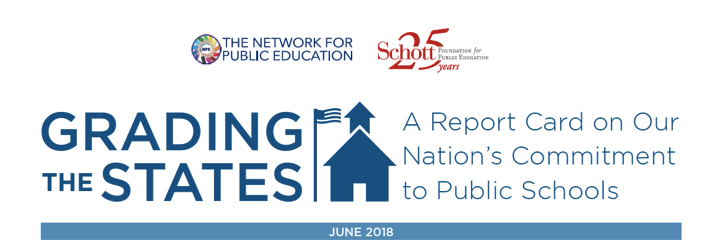 NPE
THE NETWORK FOR
PUBLIC EDUCATION
Schott
FOUNDATION for
PUBLIC EDUCATION
25
years
GRADING
THE STATES
A Report Card on Our
Nation's Commitment
to Public Schools
JUNE 2018